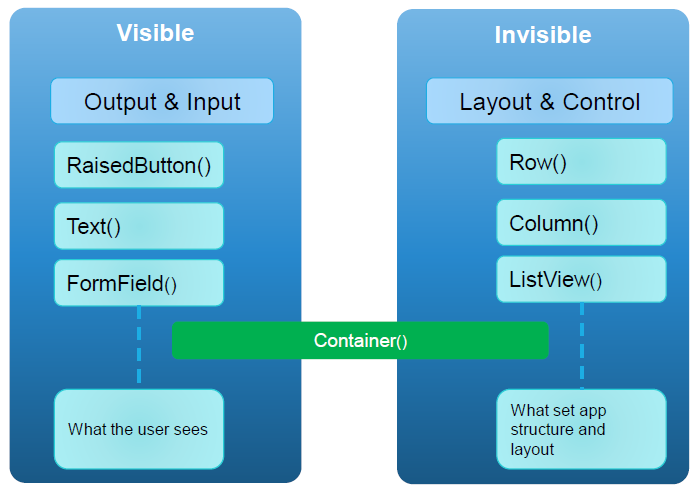 Visible
Output & Input
RaisedButton()
Text()
FormField()
What the user sees
Container()
Invisible
Layout & Control
Row()
Column()
ListView()
What set app
structure and
layout